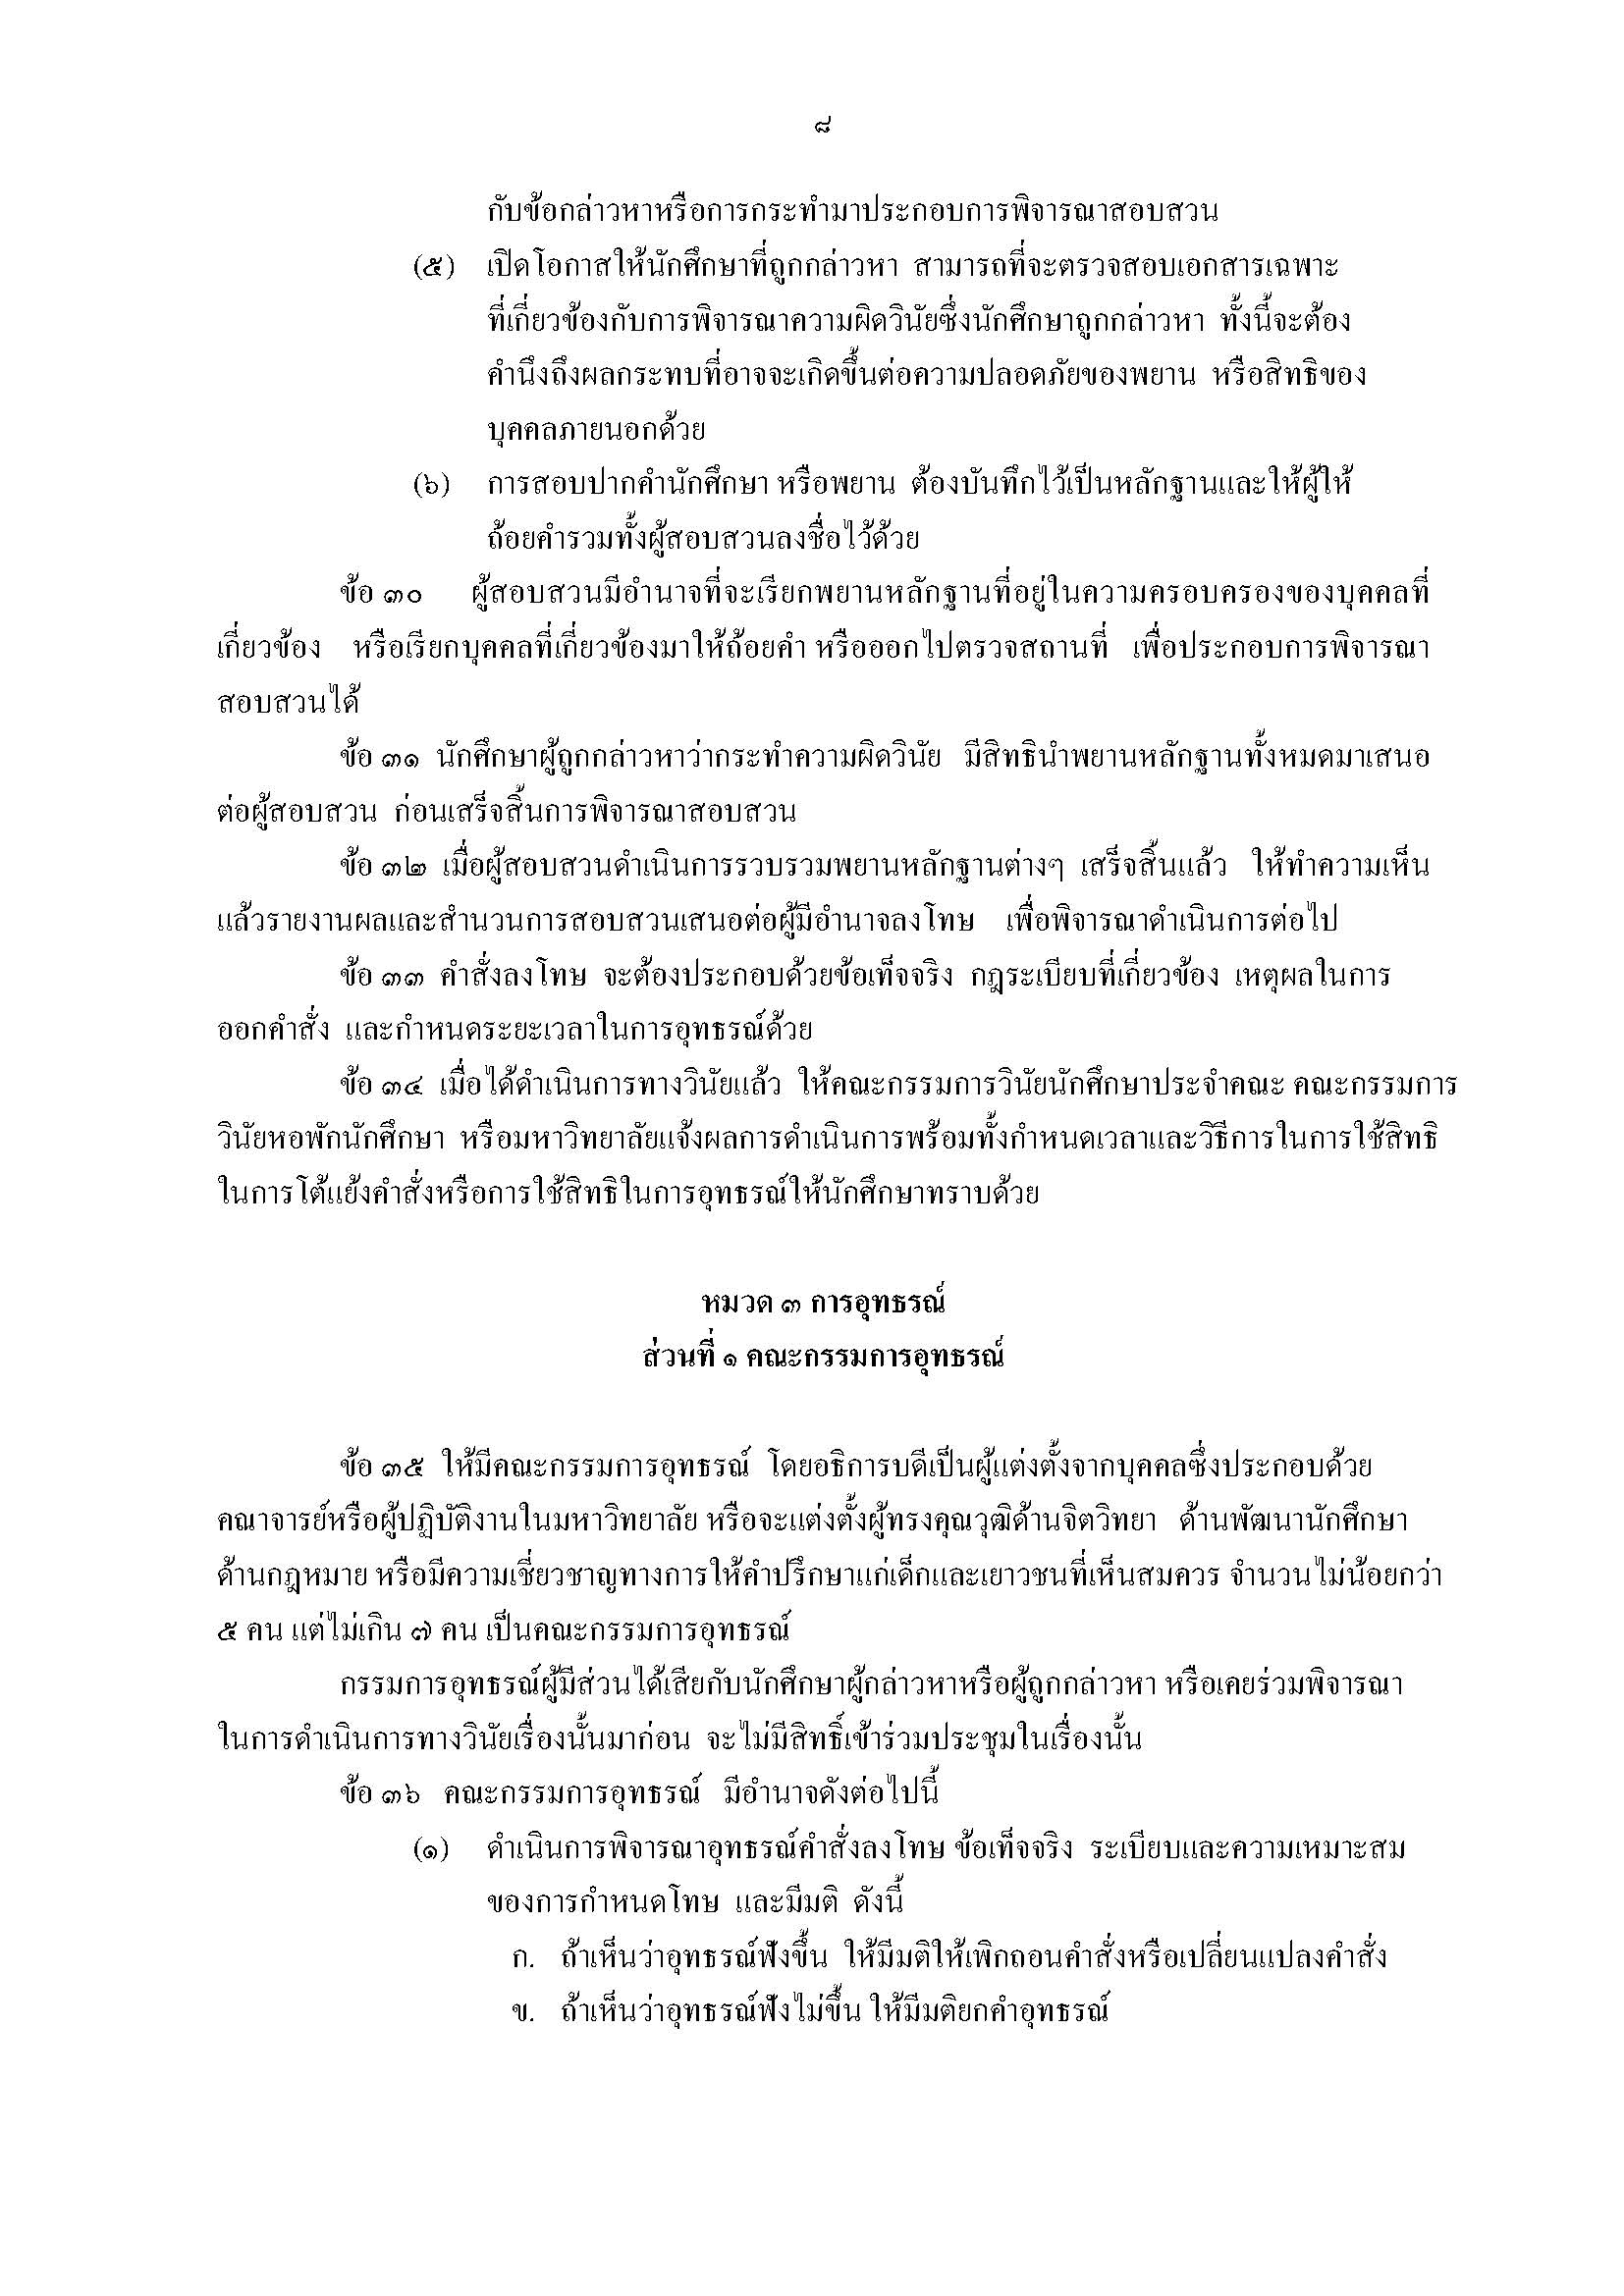 ๘
กับข้อกล่าวหาหรือการกระทำมาประกอบการพิจารณาสอบสวน
(๕) เปิดโอกาสให้นักศึกษาที่ถูกกล่าวหา สามารถที่จะตรวจสอบเอกสารเฉพาะ
ที่เกี่ยวข้องกับการพิจารณาความผิดวินัยซึ่งนักศึกษาถูกกล่าวหา ทั้งนี้จะต้อง
คำนึงถึงผลกระทบที่อาจจะเกิดขึ้นต่อความปลอดภัยของพยาน หรือสิทธิของ
บุคคลภายนอกด้วย
(๖) การสอบปากคำนักศึกษา หรือพยาน ต้องบันทึกไว้เป็นหลักฐานและให้ผู้ให้
ถ้อยคำรวมทั้งผู้สอบสวนลงชื่อไว้ด้วย
ข้อ ๓๐ ผู้สอบสวนมีอำนาจที่จะเรียกพยานหลักฐานที่อยู่ในความครอบครองของบุคคลที่
เกี่ยวข้อง หรือเรียกบุคคลที่เกี่ยวข้องมาให้ถ้อยคำ หรือออกไปตรวจสถานที่ เพื่อประกอบการพิจารณา
สอบสวนได้
ข้อ ๓๑ นักศึกษาผู้ถูกกล่าวหาว่ากระทำความผิดวินัย มีสิทธินำพยานหลักฐานทั้งหมดมาเสนอ
ต่อผู้สอบสวน ก่อนเสร็จสิ้นการพิจารณาสอบสวน
ข้อ ๓๒ เมื่อผู้สอบสวนดำเนินการรวบรวมพยานหลักฐานต่างๆ เสร็จสิ้นแล้ว ให้ทำความเห็น
แล้วรายงานผลและสำนวนการสอบสวนเสนอต่อผู้มีอำนาจลงโทษ เพื่อพิจารณาดำเนินการต่อไป
ข้อ ๓๓ คำสั่งลงโทษ จะต้องประกอบด้วยข้อเท็จจริง กฎระเบียบที่เกี่ยวข้อง เหตุผลในการ
ออกคำสั่ง และกำหนดระยะเวลาในการอุทธรณ์ด้วย
ข้อ ๓๔ เมื่อได้ดำเนินการทางวินัยแล้ว ให้คณะกรรมการวินัยนักศึกษาประจำคณะ คณะกรรมการ
วินัยหอพักนักศึกษา หรือมหาวิทยาลัยแจ้งผลการดำเนินการพร้อมทั้งกำหนดเวลาและวิธีการในการใช้สิทธิ
ในการโต้แย้งคำสั่งหรือการใช้สิทธิในการอุทธรณ์ให้นักศึกษาทราบด้วย
หมวด ๓ การอุทธรณ์
ส่วนที่ ๑ คณะกรรมการอุทธรณ์
ข้อ ๓๕ ให้มีคณะกรรมการอุทธรณ์ โดยอธิการบดีเป็นผู้แต่งตั้งจากบุคคลซึ่งประกอบด้วย
คณาจารย์หรือผู้ปฏิบัติงานในมหาวิทยาลัย หรือจะแต่งตั้งผู้ทรงคุณวุฒิด้านจิตวิทยา ด้านพัฒนานักศึกษา
ด้านกฎหมาย หรือมีความเชี่ยวชาญทางการให้คำปรึกษาแก่เด็กและเยาวชนที่เห็นสมควร จำนวนไม่น้อยกว่า
๕ คน แต่ไม่เกิน ๗ คน เป็นคณะกรรมการอุทธรณ์
กรรมการอุทธรณ์ผู้มีส่วนได้เสียกับนักศึกษาผู้กล่าวหาหรือผู้ถูกกล่าวหา หรือเคยร่วมพิจารณา
ในการดำเนินการทางวินัยเรื่องนั้นมาก่อน จะไม่มีสิทธิ์เข้าร่วมประชุมในเรื่องนั้น
ข้อ ๓๖ คณะกรรมการอุทธรณ์ มีอำนาจดังต่อไปนี้
(๑) ดำเนินการพิจารณาอุทธรณ์คำสั่งลงโทษ ข้อเท็จจริง ระเบียบและความเหมาะสม
ของการกำหนดโทษ และมีมติ ดังนี้
ก. ถ้าเห็นว่าอุทธรณ์ฟังขึ้น ให้มีมติให้เพิกถอนคำสั่งหรือเปลี่ยนแปลงคำสั่ง
ข. ถ้าเห็นว่าอุทธรณ์ฟังไม่ขึ้น ให้มีมติยกคำอุทธรณ์